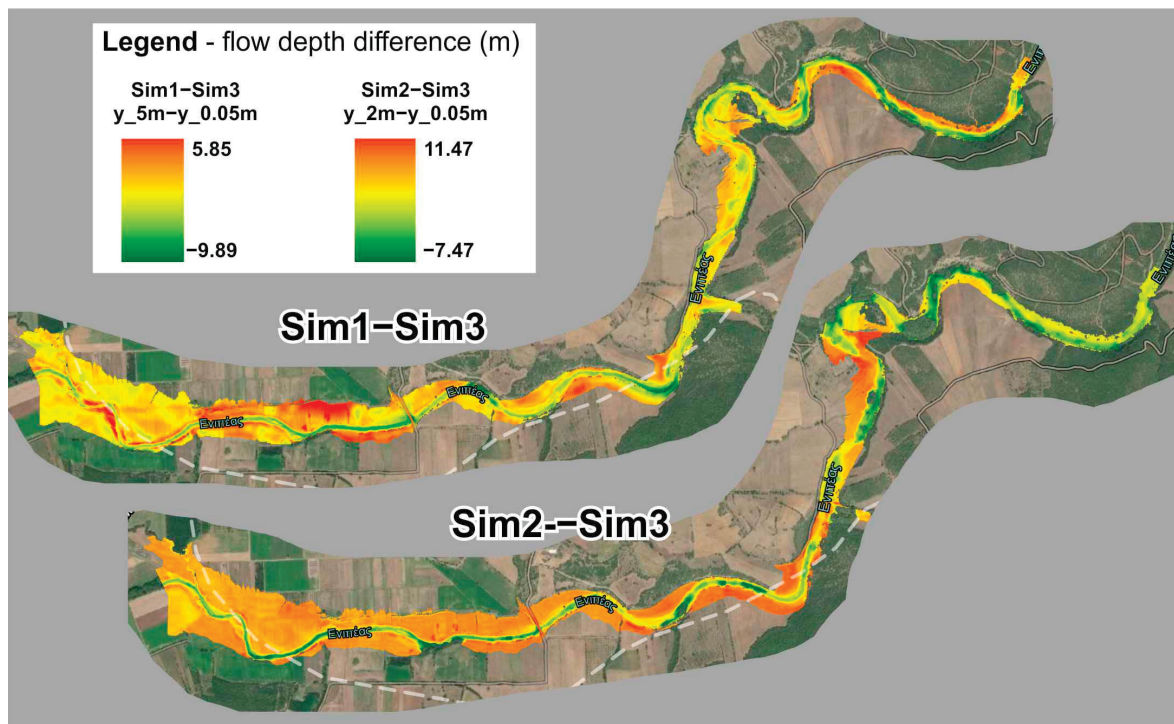 Legend - flow depth difference (m)
Sim1−Sim3
y_5m−y_0.05m
5.85
−9.89
Sim2−Sim3
y_2m−y_0.05m
11.47
−7.47
Ενιπέας
Sim1−Sim3
Ενιπέας
Ενιπέας
Ενιπέας
Sim2-−Sim3
Ενιπέας
Ενιπέας